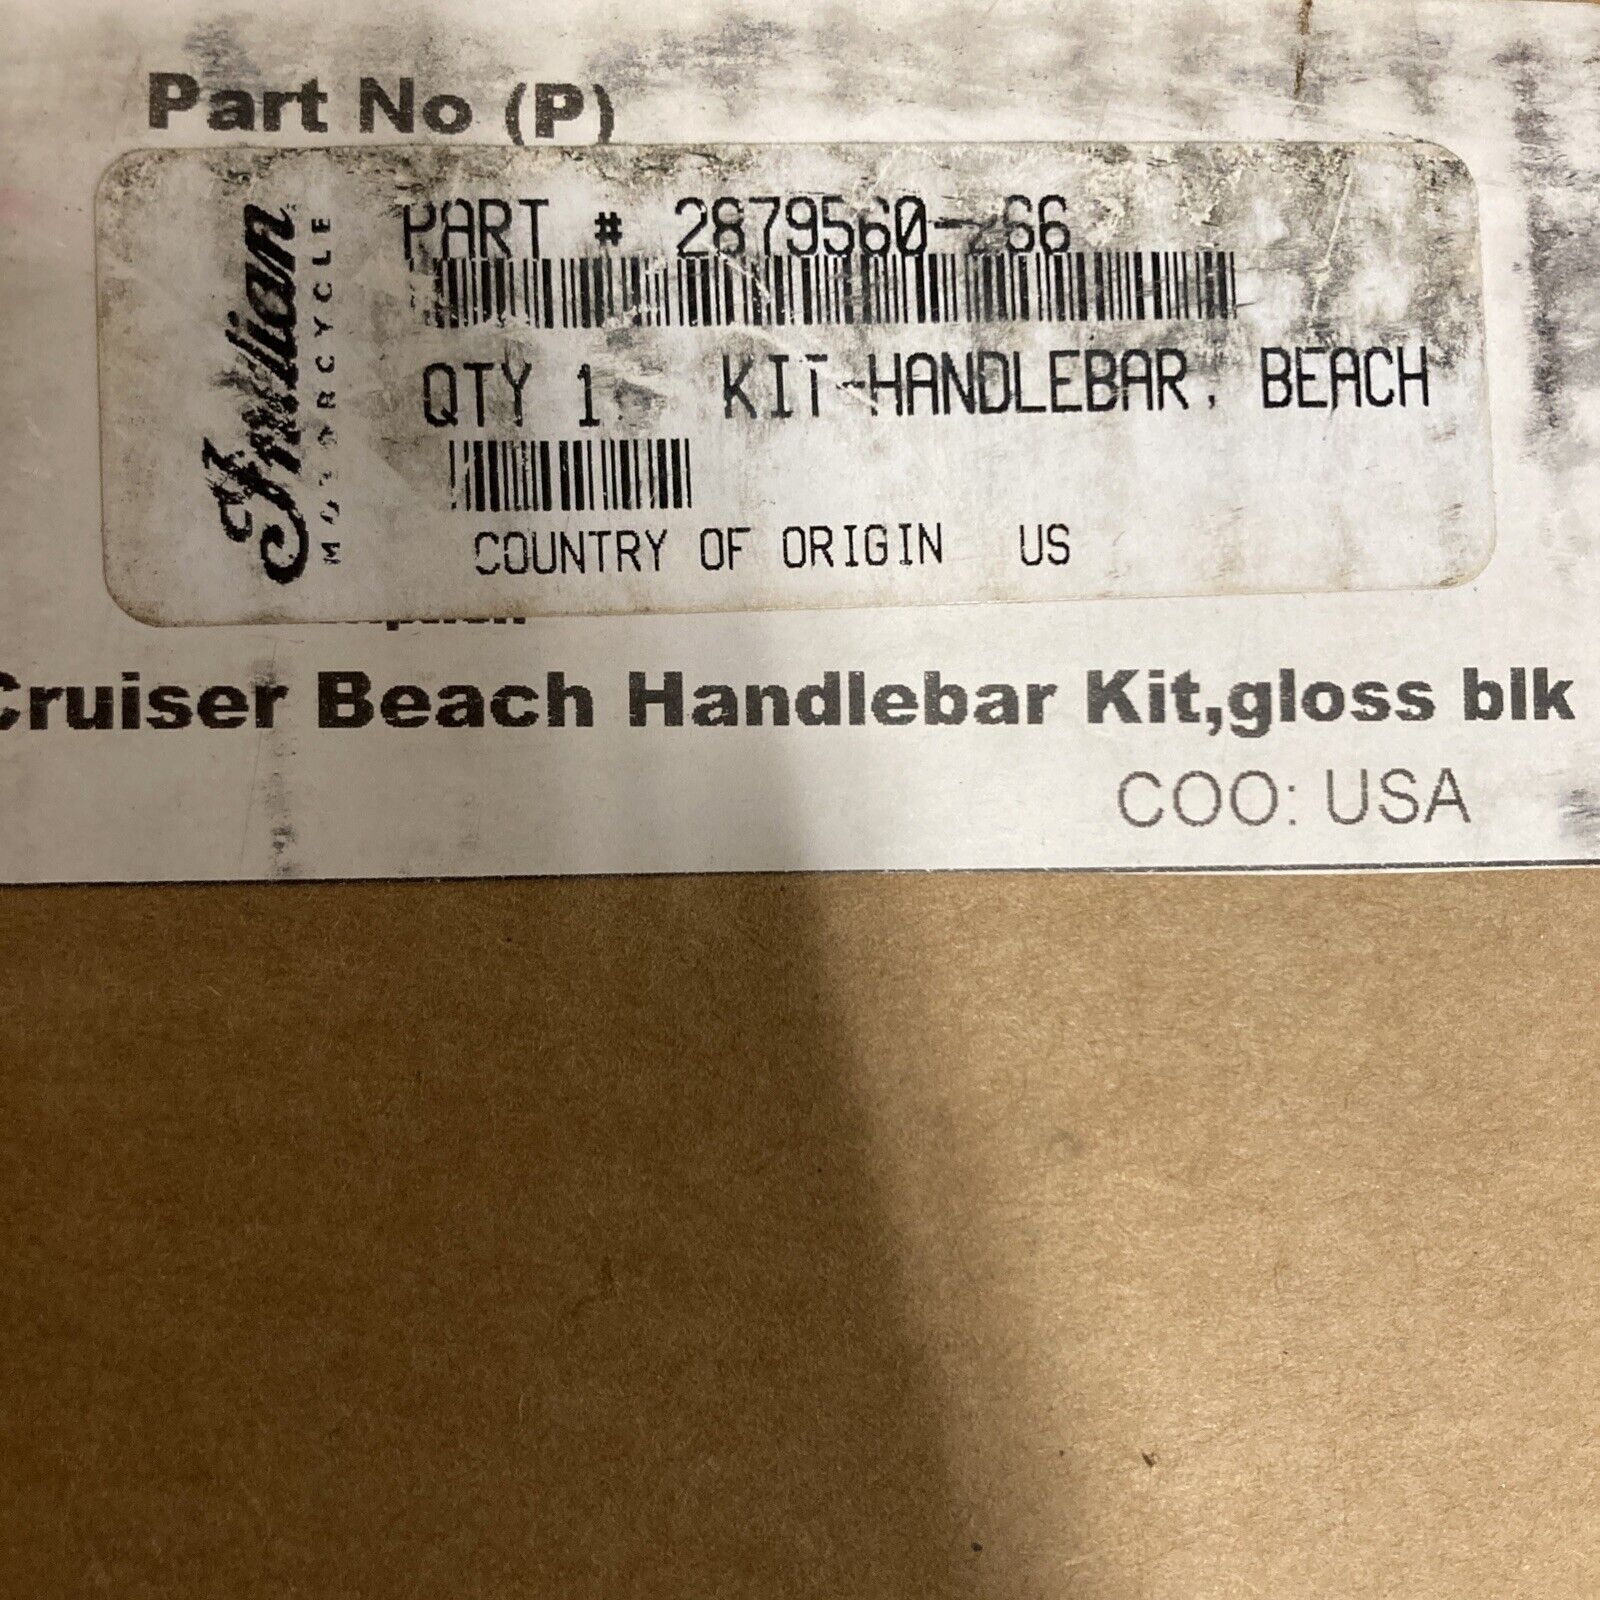 Part No (P)
Indian
MOTORCYCLE
PART # 2879560-266
QTY 1 KIT-HANDLEBAR, BEACH
COUNTRY OF ORIGIN US
Cruiser Beach Handlebar Kit,gloss blk
COO: USA